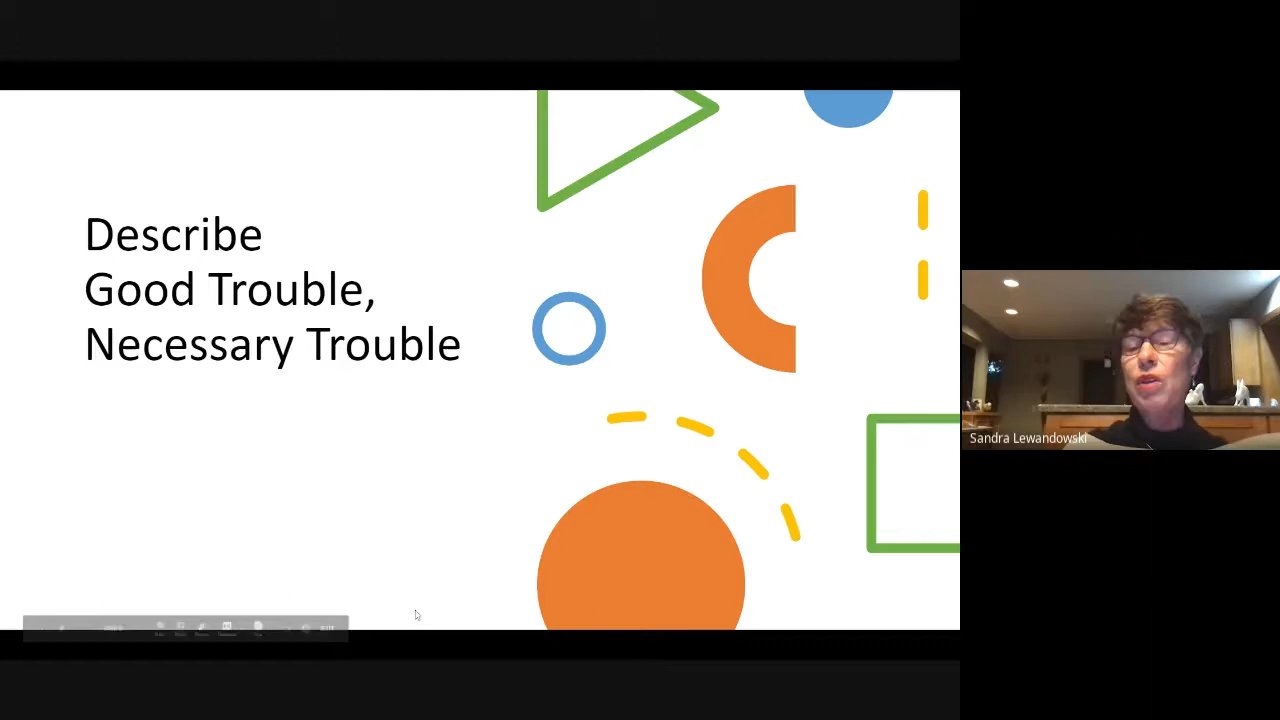 Describe
Good Trouble,
Necessary Trouble
Sandra Lewandowski